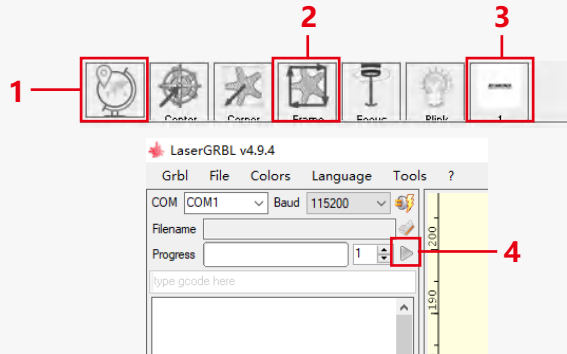 2
3
1
Center
Corner
Frame
Focus
Blink
1
LaserGRBL v4.9.4
Grbl File Colors Language Tools ?
COM COM1 Baud 115200
Filename
200
Progress 1
4
type gcode here
190